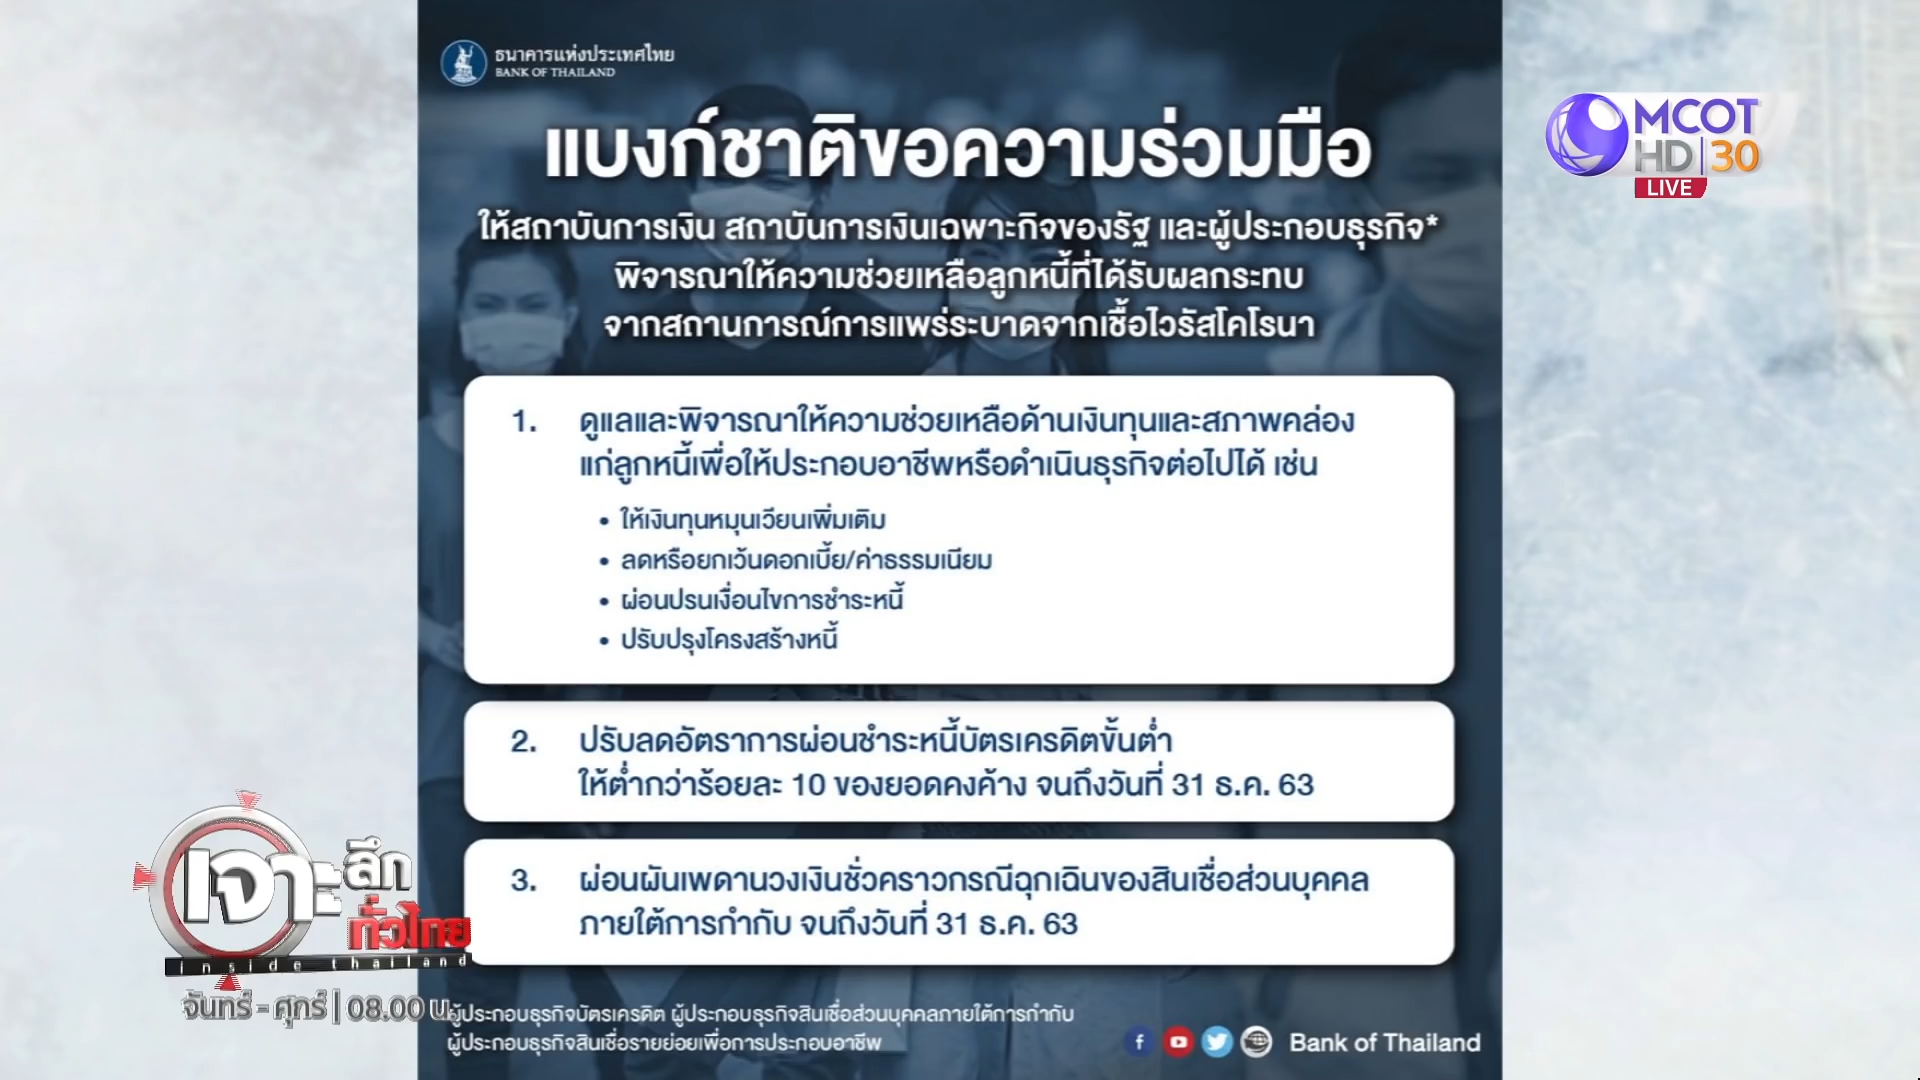 ธนาคารแห่งประเทศไทย
BANK OF THAILAND
แบงก์ชาติขอความร่วมมือ
ให้สถาบันการเงิน สถาบันการเงินเฉพาะกิจของรัฐ และผู้ประกอบธุรกิจ*
พิจารณาให้ความช่วยเหลือลูกหนี้ที่ได้รับผลกระทบ
จากสถานการณ์การแพร่ระบาดจากเชื้อไวรัสโคโรนา
MCOT
HD 30
LIVE
1. ดูแลและพิจารณาให้ความช่วยเหลือด้านเงินทุนและสภาพคล่อง
แก่ลูกหนี้เพื่อให้ประกอบอาชีพหรือดำเนินธุรกิจต่อไปได้ เช่น
• ให้เงินทุนหมุนเวียนเพิ่มเติม
• ลดหรือยกเว้นดอกเบี้ย/ค่าธรรมเนียม
• ผ่อนปรนเงื่อนไขการชำระหนี้
• ปรับปรุงโครงสร้างหนี้
2. ปรับลดอัตราการผ่อนชำระหนี้บัตรเครดิตขั้นต่ำ
ให้ต่ำกว่าร้อยละ 10 ของยอดคงค้าง จนถึงวันที่ 31 ธ.ค. 63
3. ผ่อนผันเพดานวงเงินชั่วคราวกรณีฉุกเฉินของสินเชื่อส่วนบุคคล
ภายใต้การกำกับ จนถึงวันที่ 31 ธ.ค. 63
เจาะลึก
ทั่วไทย
inside thailand
จันทร์ - ศุกร์ | 08.00 น.
ผู้ประกอบธุรกิจบัตรเครดิต ผู้ประกอบธุรกิจสินเชื่อส่วนบุคคลภายใต้การกำกับ
ผู้ประกอบธุรกิจสินเชื่อรายย่อยเพื่อการประกอบอาชีพ
Bank of Thailand